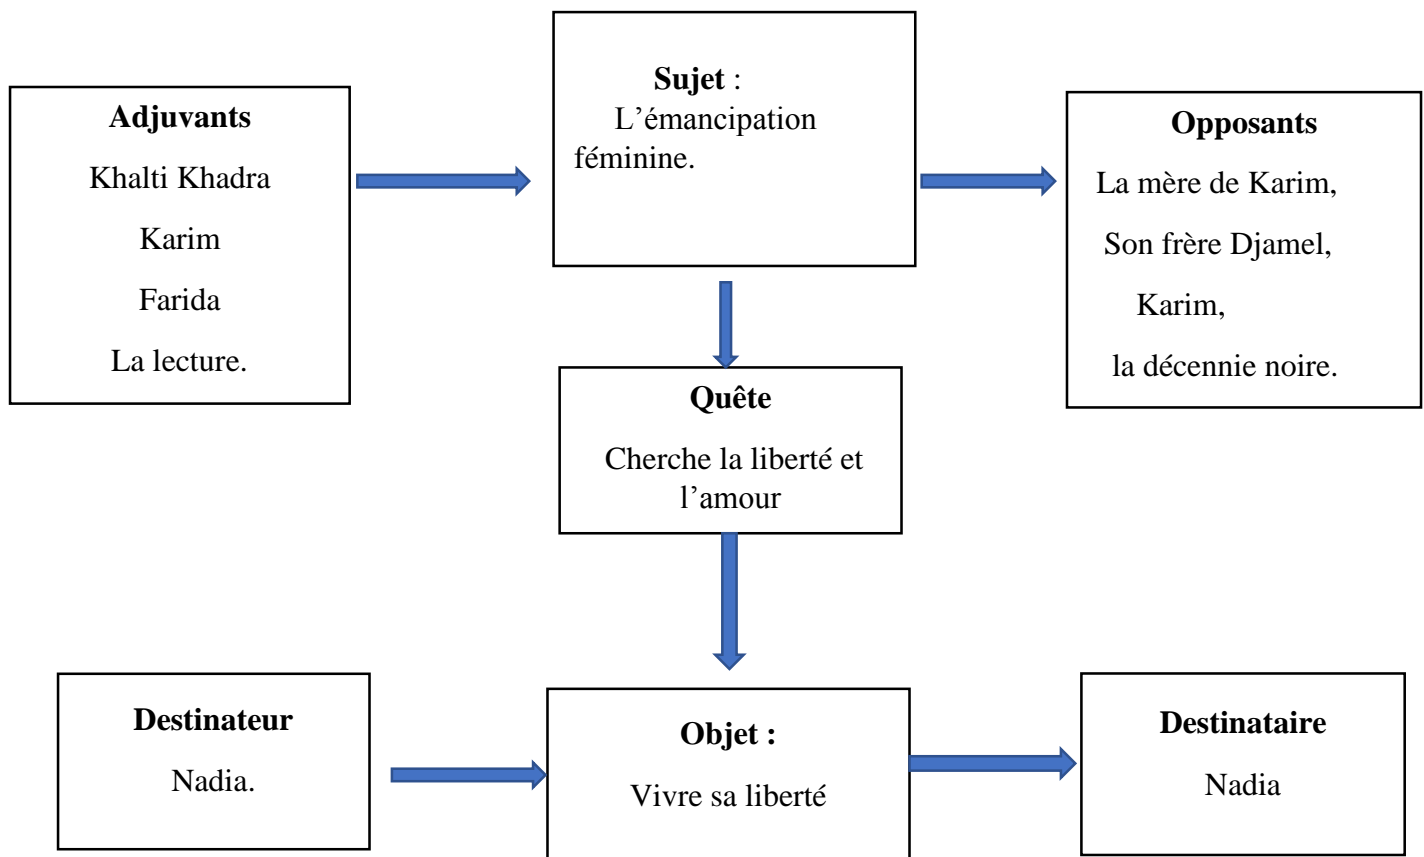 Sujet :
L’émancipation
féminine.
Adjuvants
Khalti Khadra
Karim
Farida
La lecture.
Opposants
La mère de Karim,
Son frère Djamel,
Karim,
la décennie noire.
Quête
Cherche la liberté et
l’amour
Destinateur
Nadia.
Objet :
Vivre sa liberté
Destinataire
Nadia